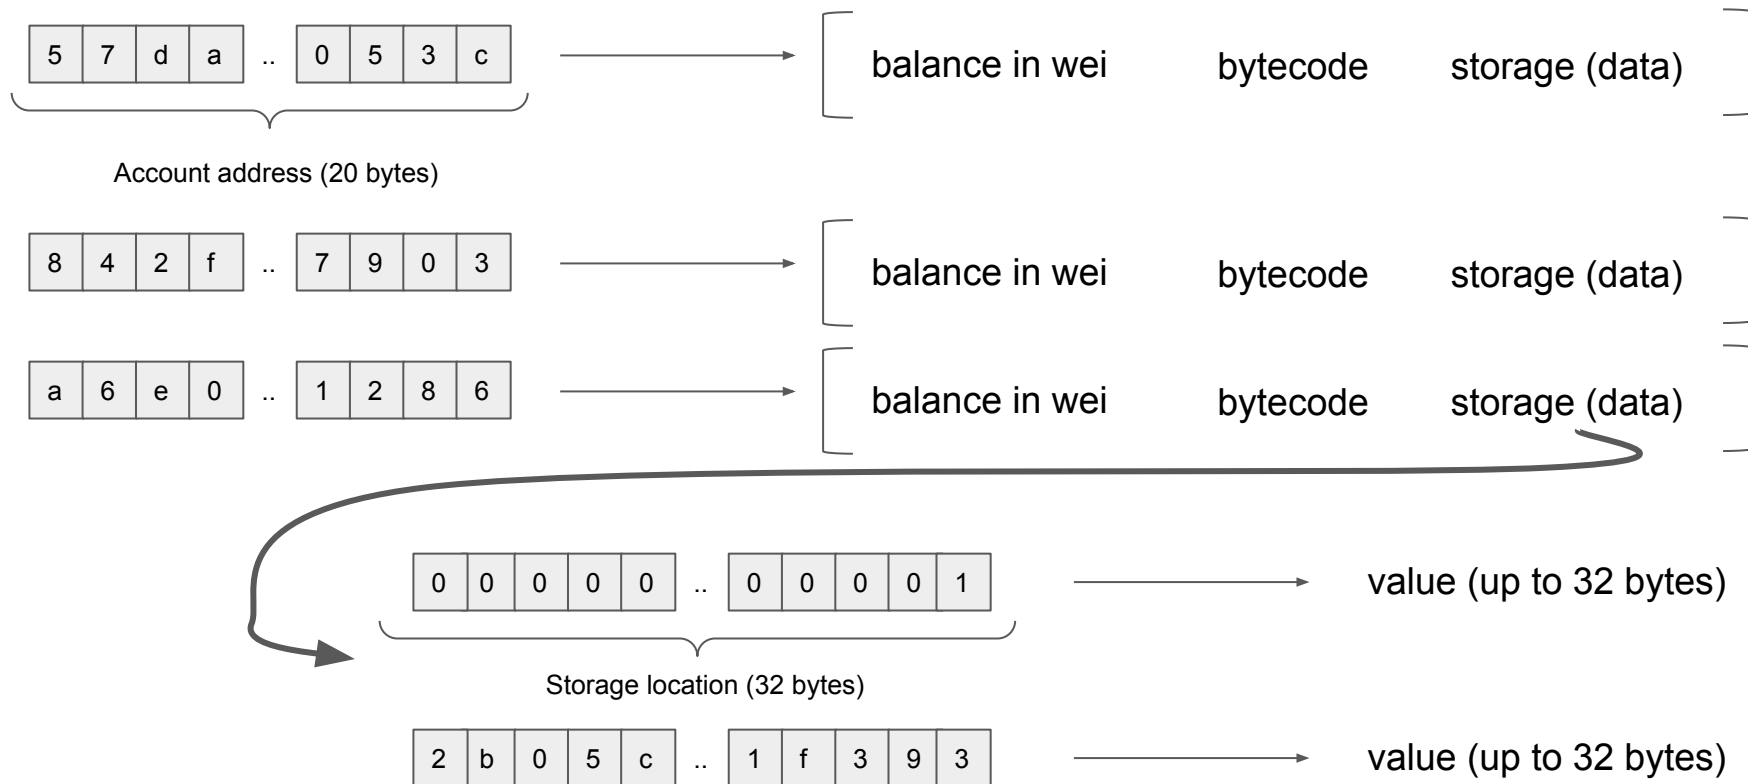 5 7 d a .. 0 5 3 c balance in wei bytecode storage (data)
Account address (20 bytes)
8 4 2 f .. 7 9 0 3 balance in wei bytecode storage (data)
a 6 e 0 .. 1 2 8 6 balance in wei bytecode storage (data)
0 0 0 0 0 .. 0 0 0 0 1 value (up to 32 bytes)
Storage location (32 bytes)
2 b 0 5 c .. 1 f 3 9 3 value (up to 32 bytes)